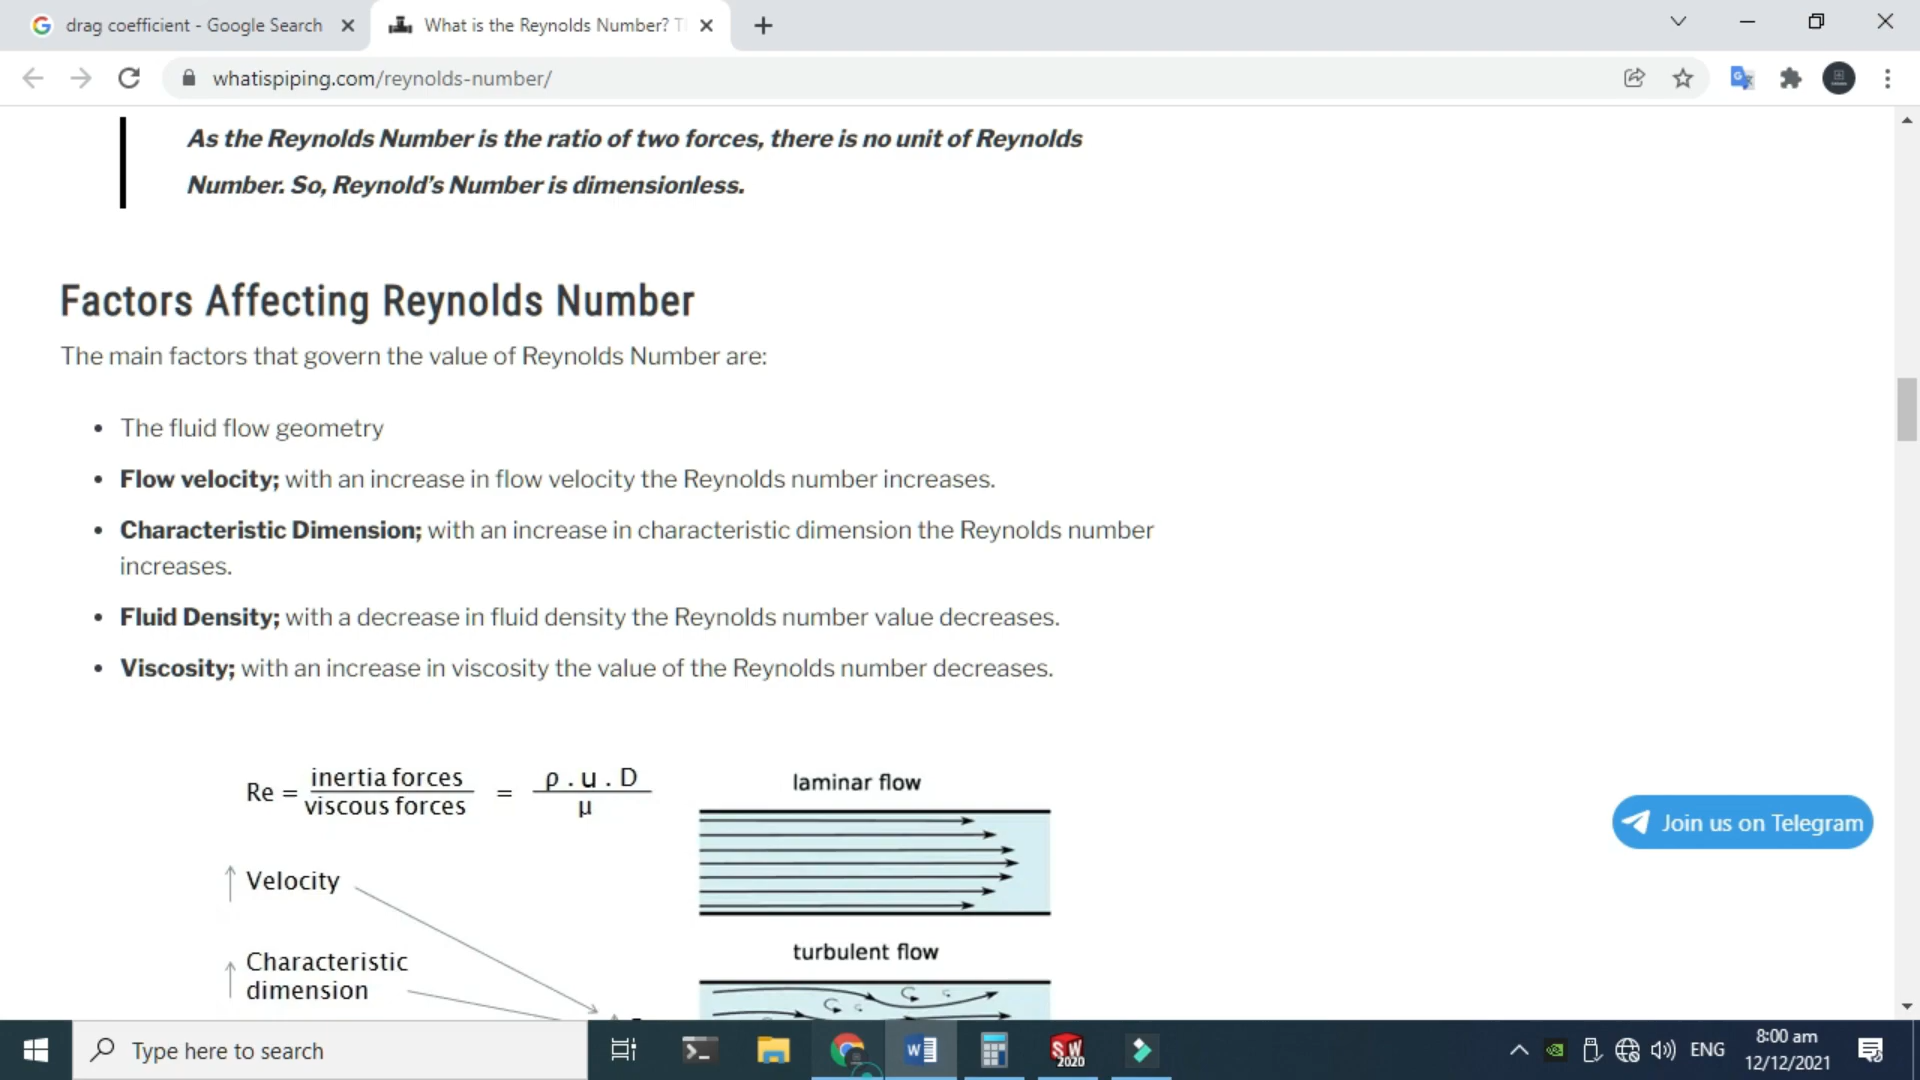 drag coefficient - Google Search
What is the Reynolds Number?
whatispiping.com/reynolds-number/
As the Reynolds Number is the ratio of two forces, there is no unit of Reynolds
Number. So, Reynold’s Number is dimensionless.
Factors Affecting Reynolds Number
The main factors that govern the value of Reynolds Number are:
• The fluid flow geometry
• Flow velocity; with an increase in flow velocity the Reynolds number increases.
• Characteristic Dimension; with an increase in characteristic dimension the Reynolds number
increases.
• Fluid Density; with a decrease in fluid density the Reynolds number value decreases.
• Viscosity; with an increase in viscosity the value of the Reynolds number decreases.
Re = inertia forces / viscous forces = ρ . u . D / μ
laminar flow
Velocity
turbulent flow
Characteristic
dimension
Join us on Telegram
Type here to search
SW
2020
ENG
8:00 am
12/12/2021